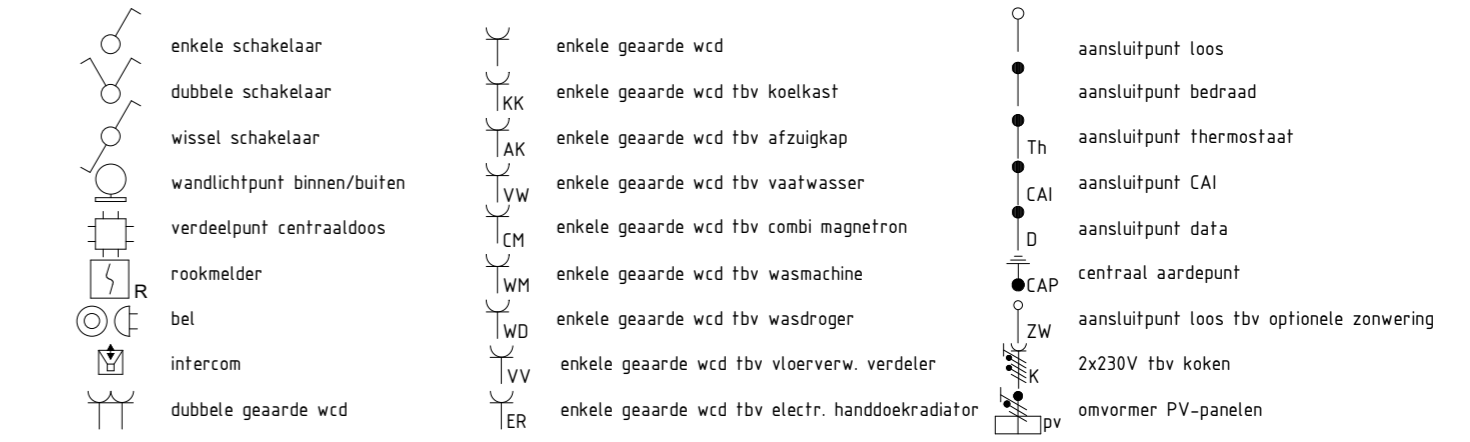 enkele schakelaar
dubbele schakelaar
wissel schakelaar
wandlichtpunt binnen/buiten
verdeelpunt centraaldoos
R rookmelder
bel
intercom
dubbele geaarde wcd
enkele geaarde wcd
KK enkele geaarde wcd tbv koelkast
AK enkele geaarde wcd tbv afzuigkap
VW enkele geaarde wcd tbv vaatwasser
CM enkele geaarde wcd tbv combi magnetron
WM enkele geaarde wcd tbv wasmachine
WD enkele geaarde wcd tbv wasdroger
VV enkele geaarde wcd tbv vloerverw. verdeler
ER enkele geaarde wcd tbv electr. handdoekradiator
aansluitpunt loos
aansluitpunt bedraad
Th aansluitpunt thermostaat
CAI aansluitpunt CAI
D aansluitpunt data
CAP centraal aardepunt
ZW aansluitpunt loos tbv optionele zonwering
K 2x230V tbv koken
pv omvormer PV-panelen